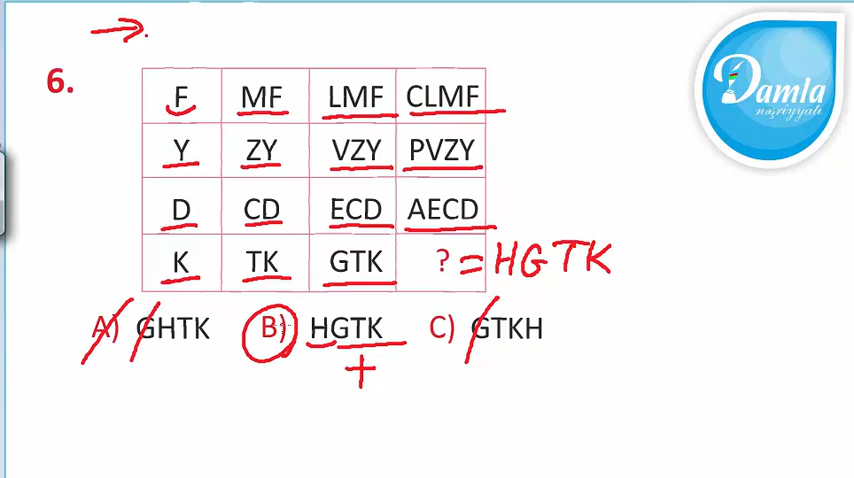 6.
F MF LMF CLMF
Y ZY VZY PVZY
D CD ECD AECD
K TK GTK ? = HGTK
A) GHTK B) HGTK C) GTKH
+
Damla
nəşriyyatı